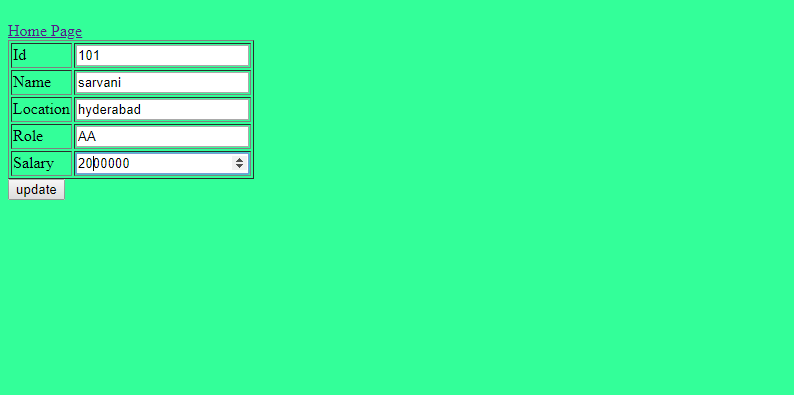 Home Page
Id 101
Name sarvani
Location hyderabad
Role AA
Salary 2000000
update